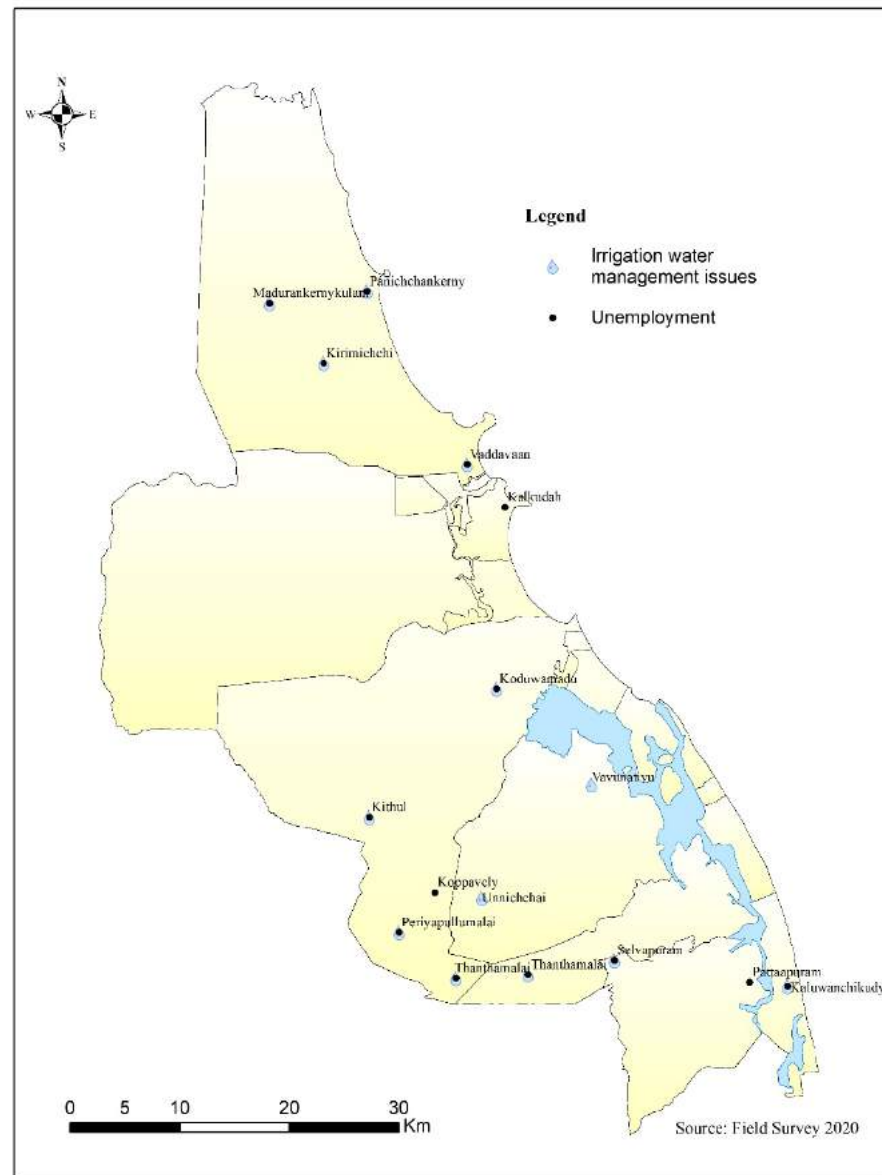 N
W E
S
Legend
Irrigation water
management issues
Unemployment
Panichchankerny
Madurankernykulam
Kirimichchi
Vaddavaan
Kalkudah
Koduwamadu
Vavunatiyu
Kithul
Koppavely
Unnichchai
Periyapullumalai
Selvapuram
Thanthamalai
Thanthamalai
Pattaapuram
Kaluwanchikudy
0 5 10 20 30
Km
Source: Field Survey 2020